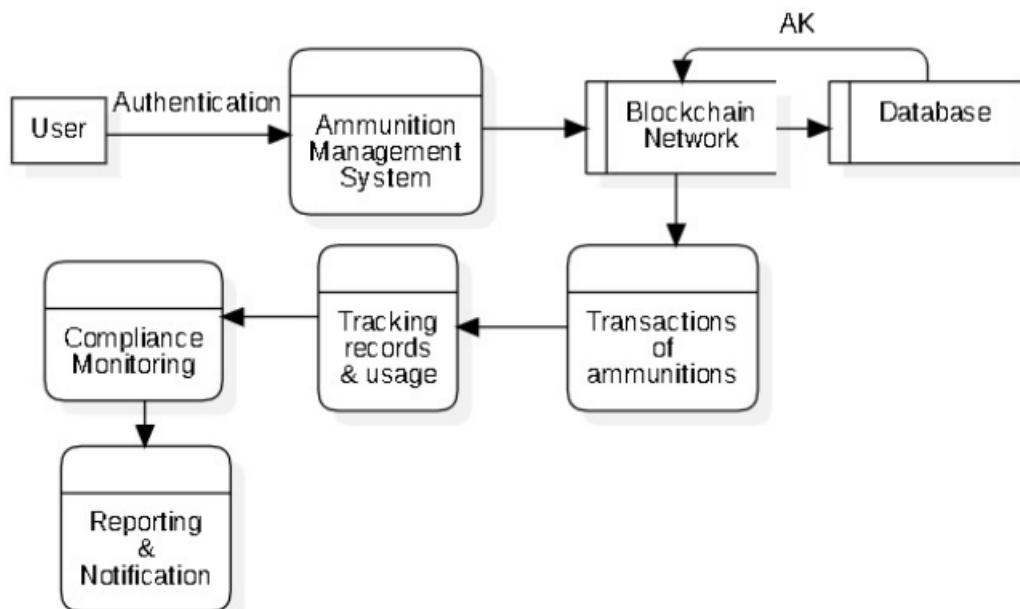 AK
User
Authentication
Ammunition
Management
System
Blockchain
Network
Database
Transactions
of
ammunitions
Tracking
records
& usage
Compliance
Monitoring
Reporting
&
Notification